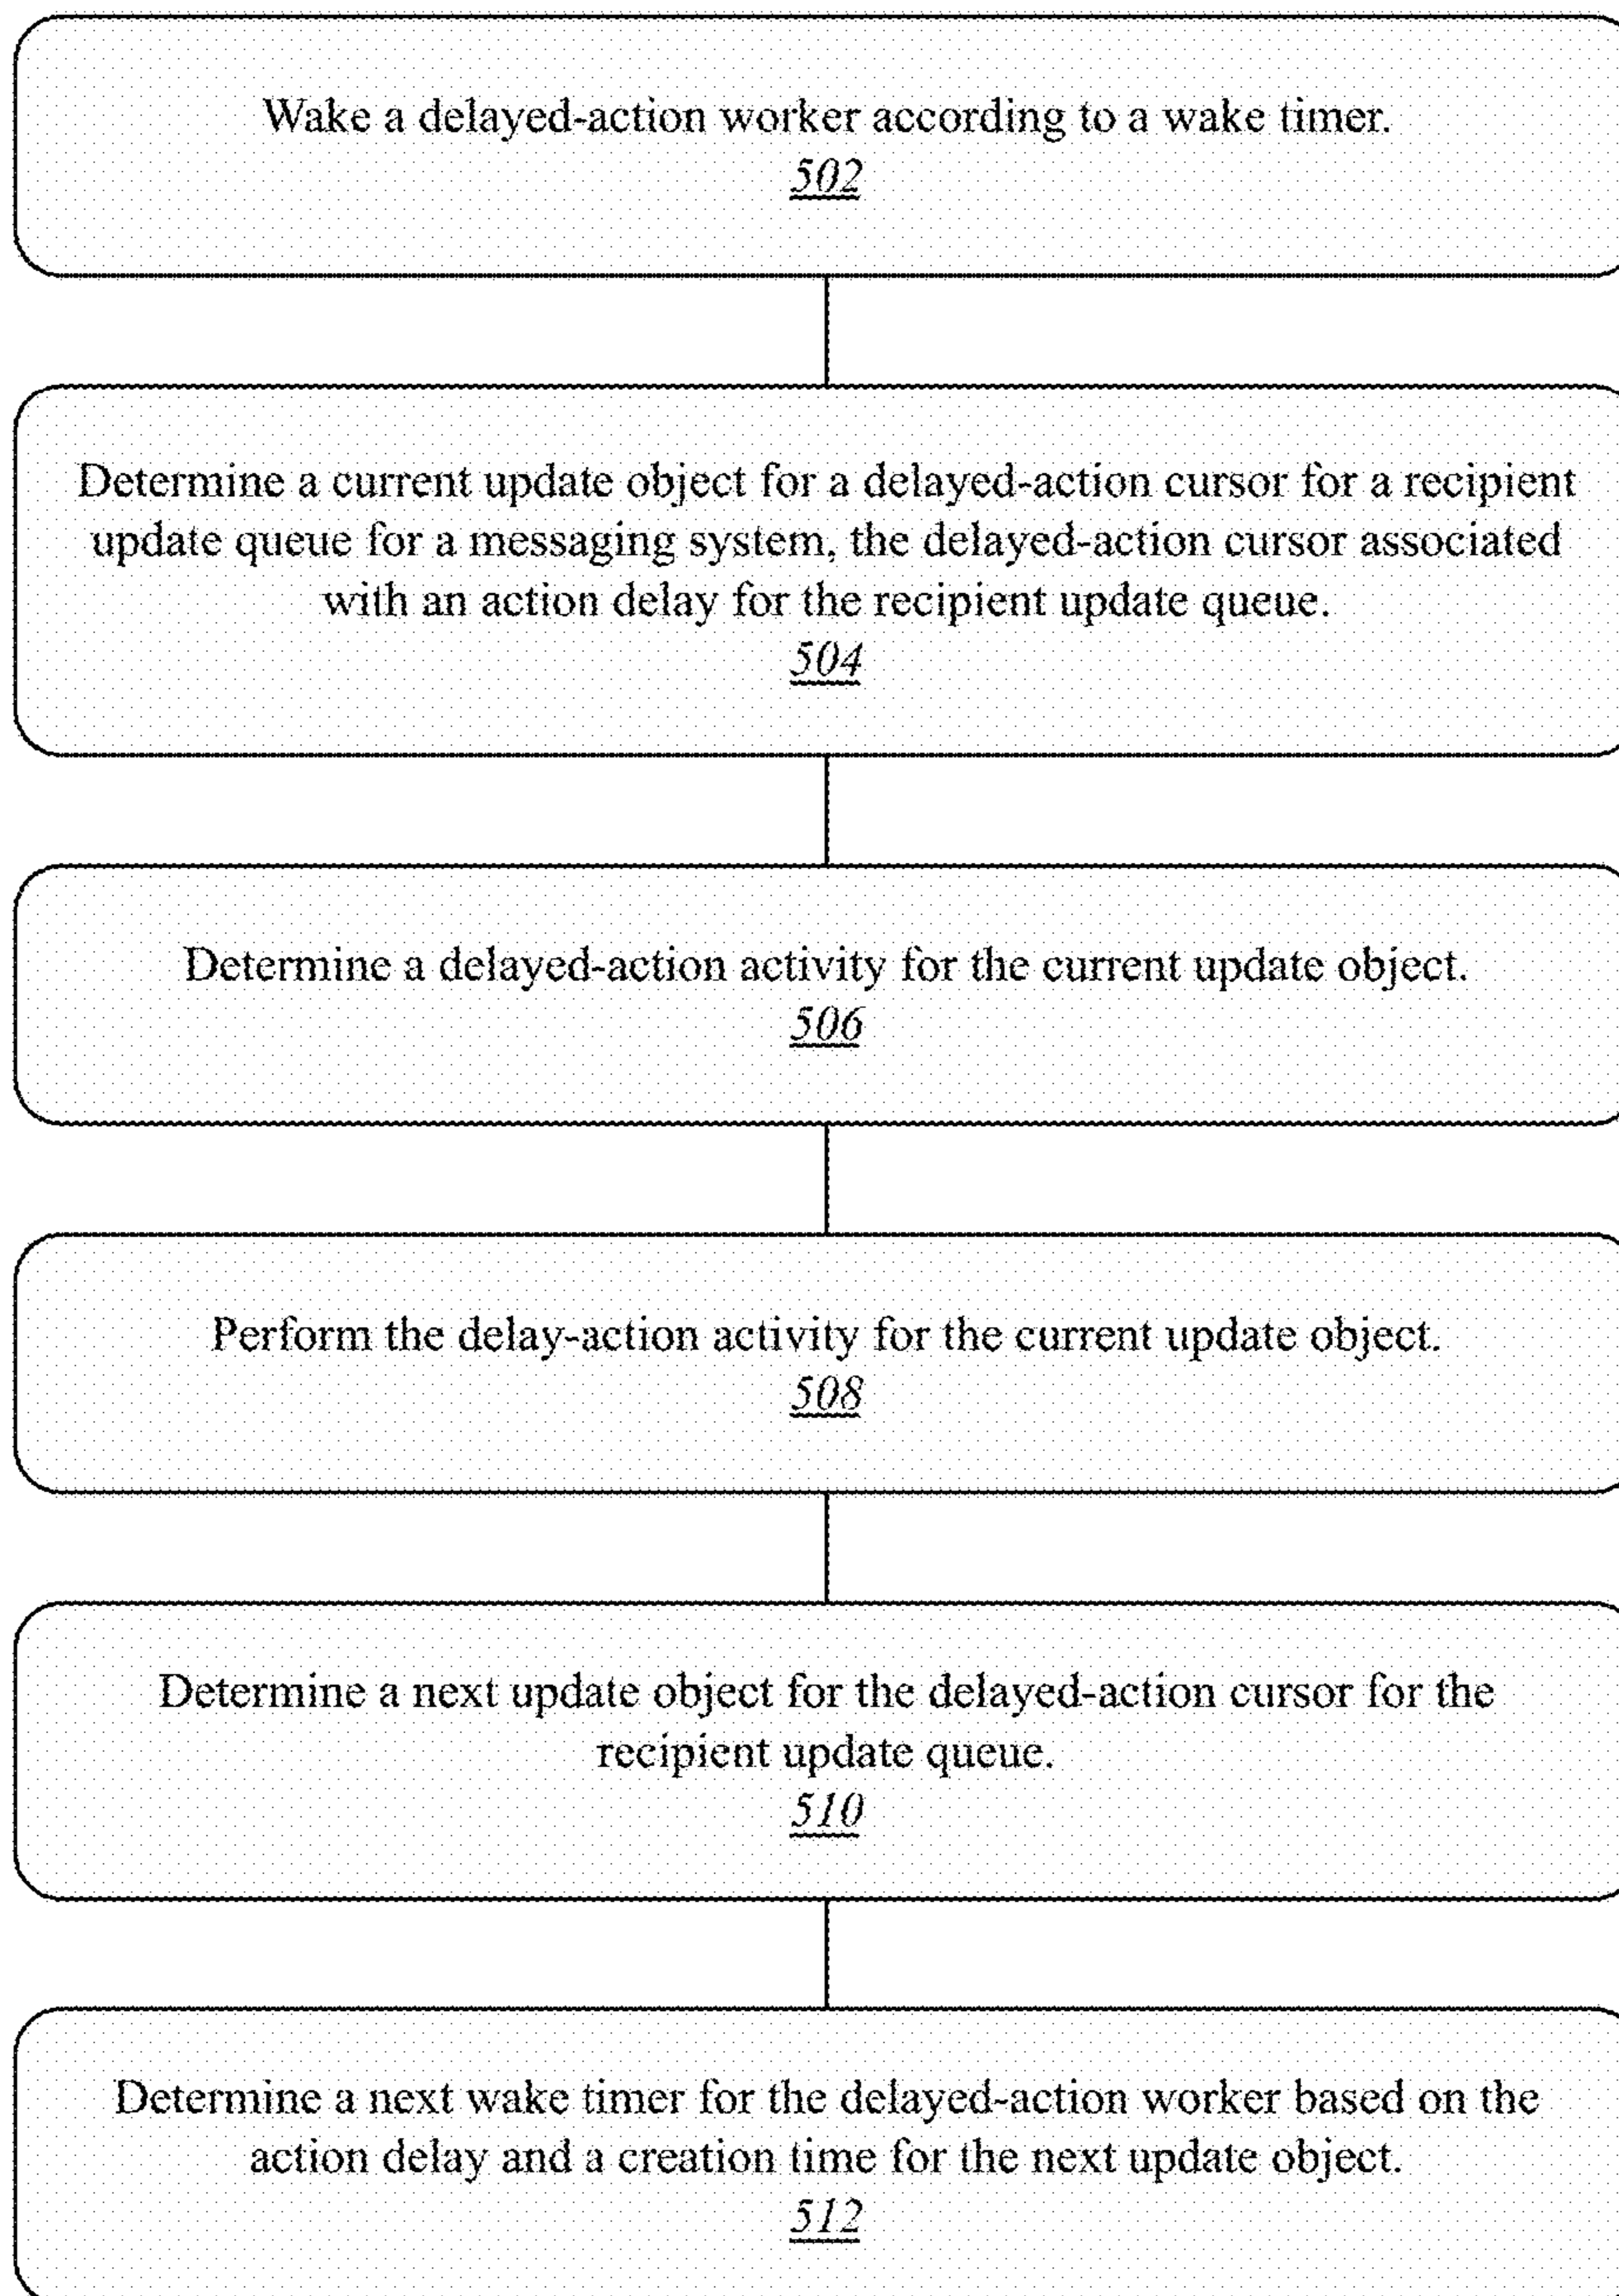 Wake a delayed-action worker according to a wake timer.
502
Determine a current update object for a delayed-action cursor for a recipient
update queue for a messaging system, the delayed-action cursor associated
with an action delay for the recipient update queue.
504
Determine a delayed-action activity for the current update object.
506
Perform the delay-action activity for the current update object.
508
Determine a next update object for the delayed-action cursor for the
recipient update queue.
510
Determine a next wake timer for the delayed-action worker based on the
action delay and a creation time for the next update object.
512